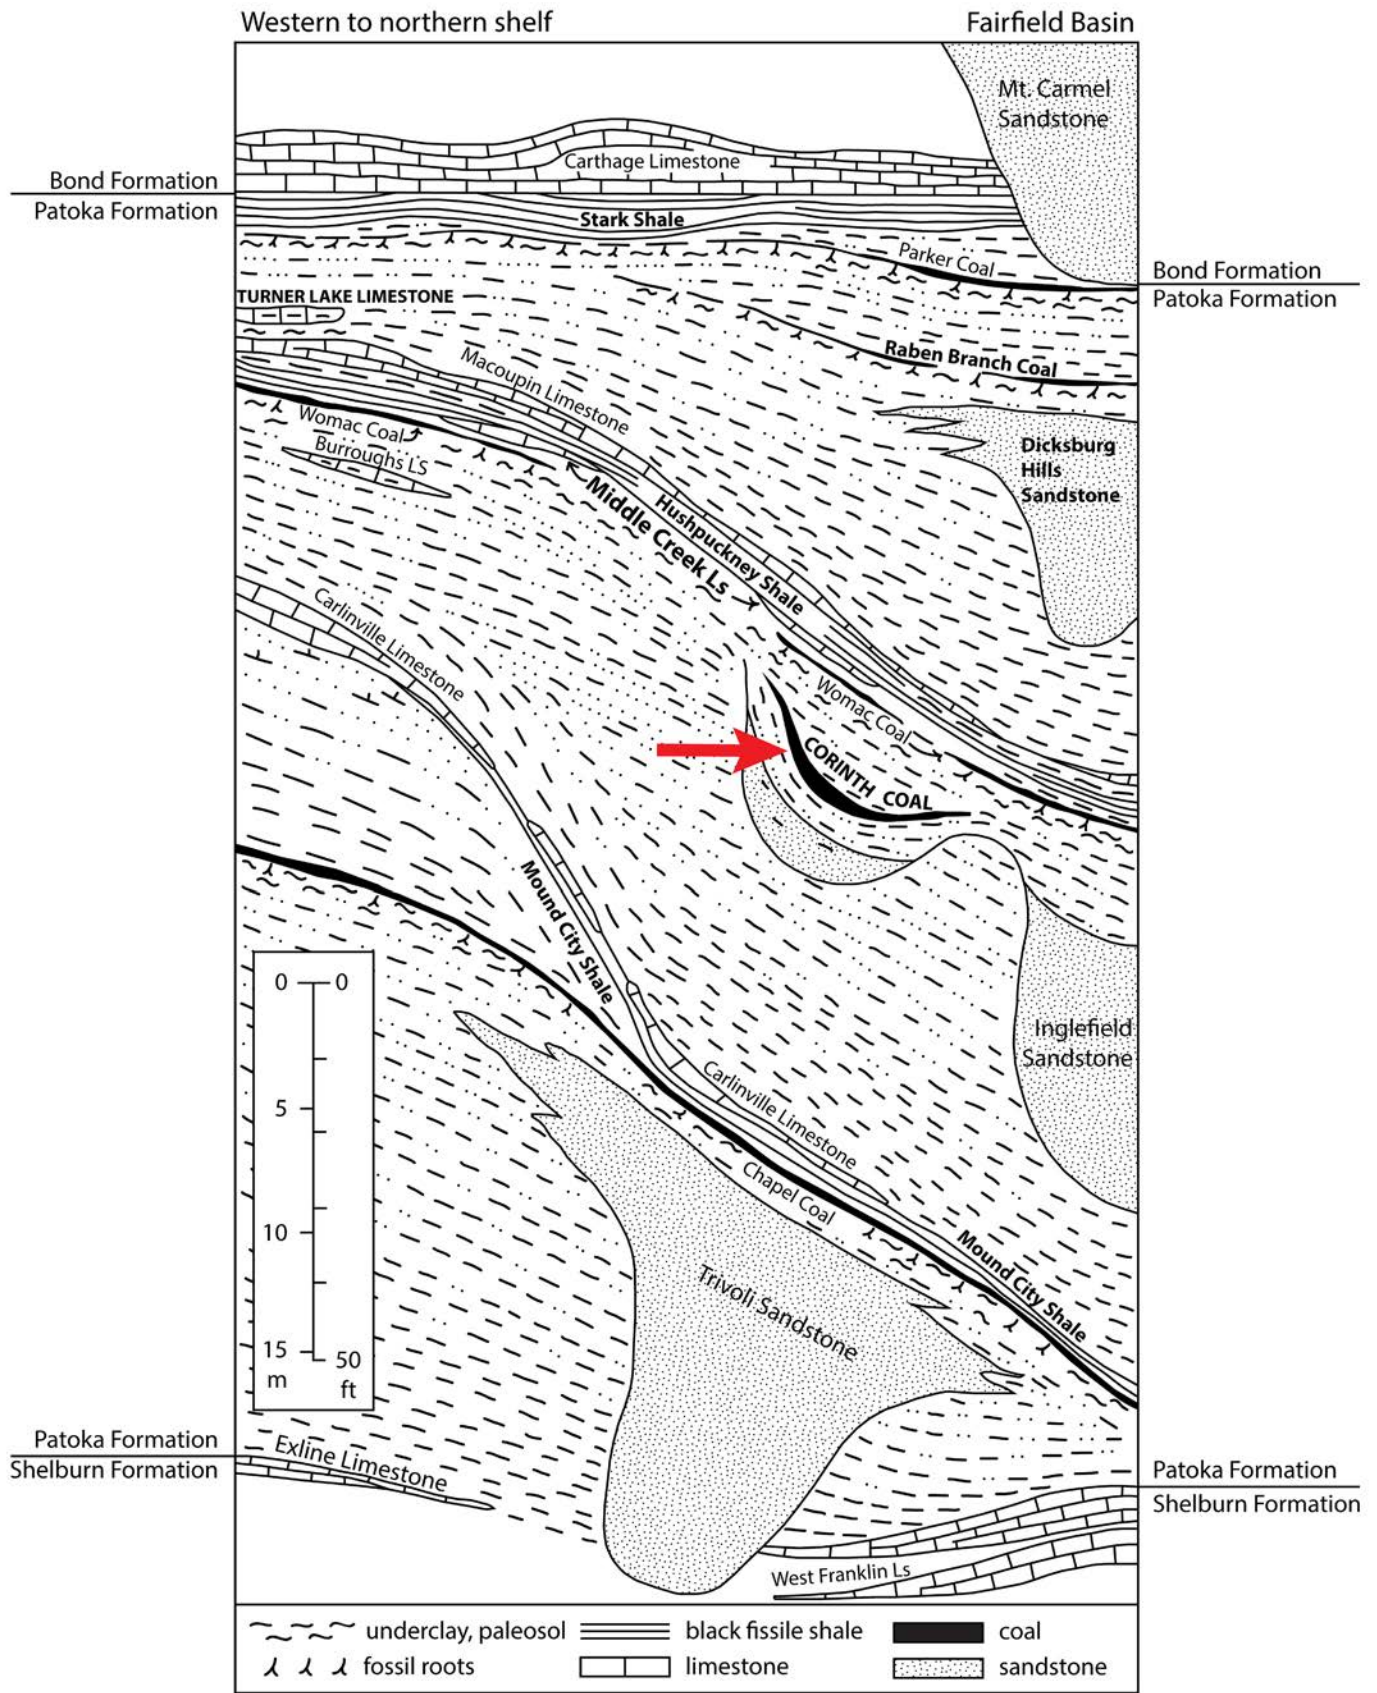 Western to northern shelf
Fairfield Basin
Mt. Carmel
Sandstone
Carthage Limestone
Bond Formation
Patoka Formation
Stark Shale
Parker Coal
Bond Formation
Patoka Formation
TURNER LAKE LIMESTONE
Raben Branch Coal
Macoupin Limestone
Womac Coal
Burroughs LS
Dicksburg
Hills
Sandstone
Middle Creek Ls
Hushpuckney Shale
Carlinville Limestone
Womac Coal
CORINTH COAL
Mound City Shale
Inglefield
Sandstone
Carlinville Limestone
Chapel Coal
Mound City Shale
Trivoli Sandstone
0 0
5
10
15
50
m
ft
Patoka Formation
Shelburn Formation
Exline Limestone
Patoka Formation
Shelburn Formation
West Franklin Ls
underclay, paleosol
black fissile shale
coal
fossil roots
limestone
sandstone